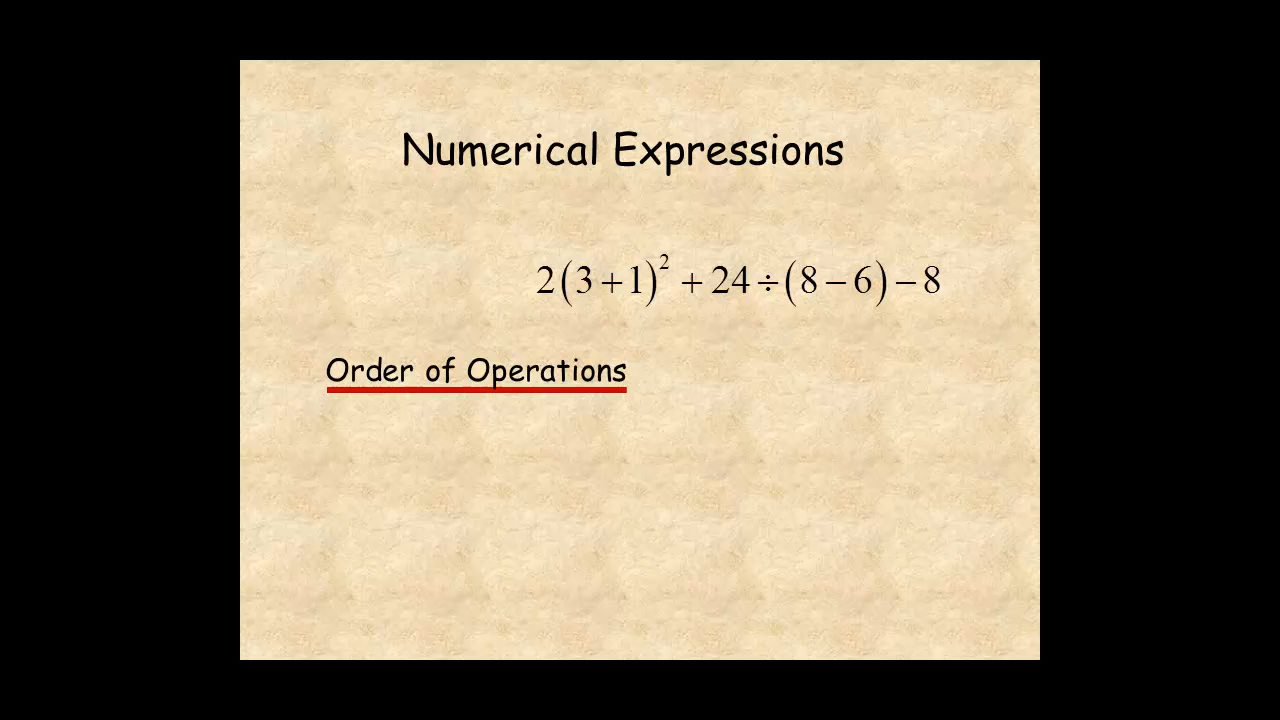 Numerical Expressions
2(3+1)² + 24 ÷ (8 − 6) − 8
Order of Operations